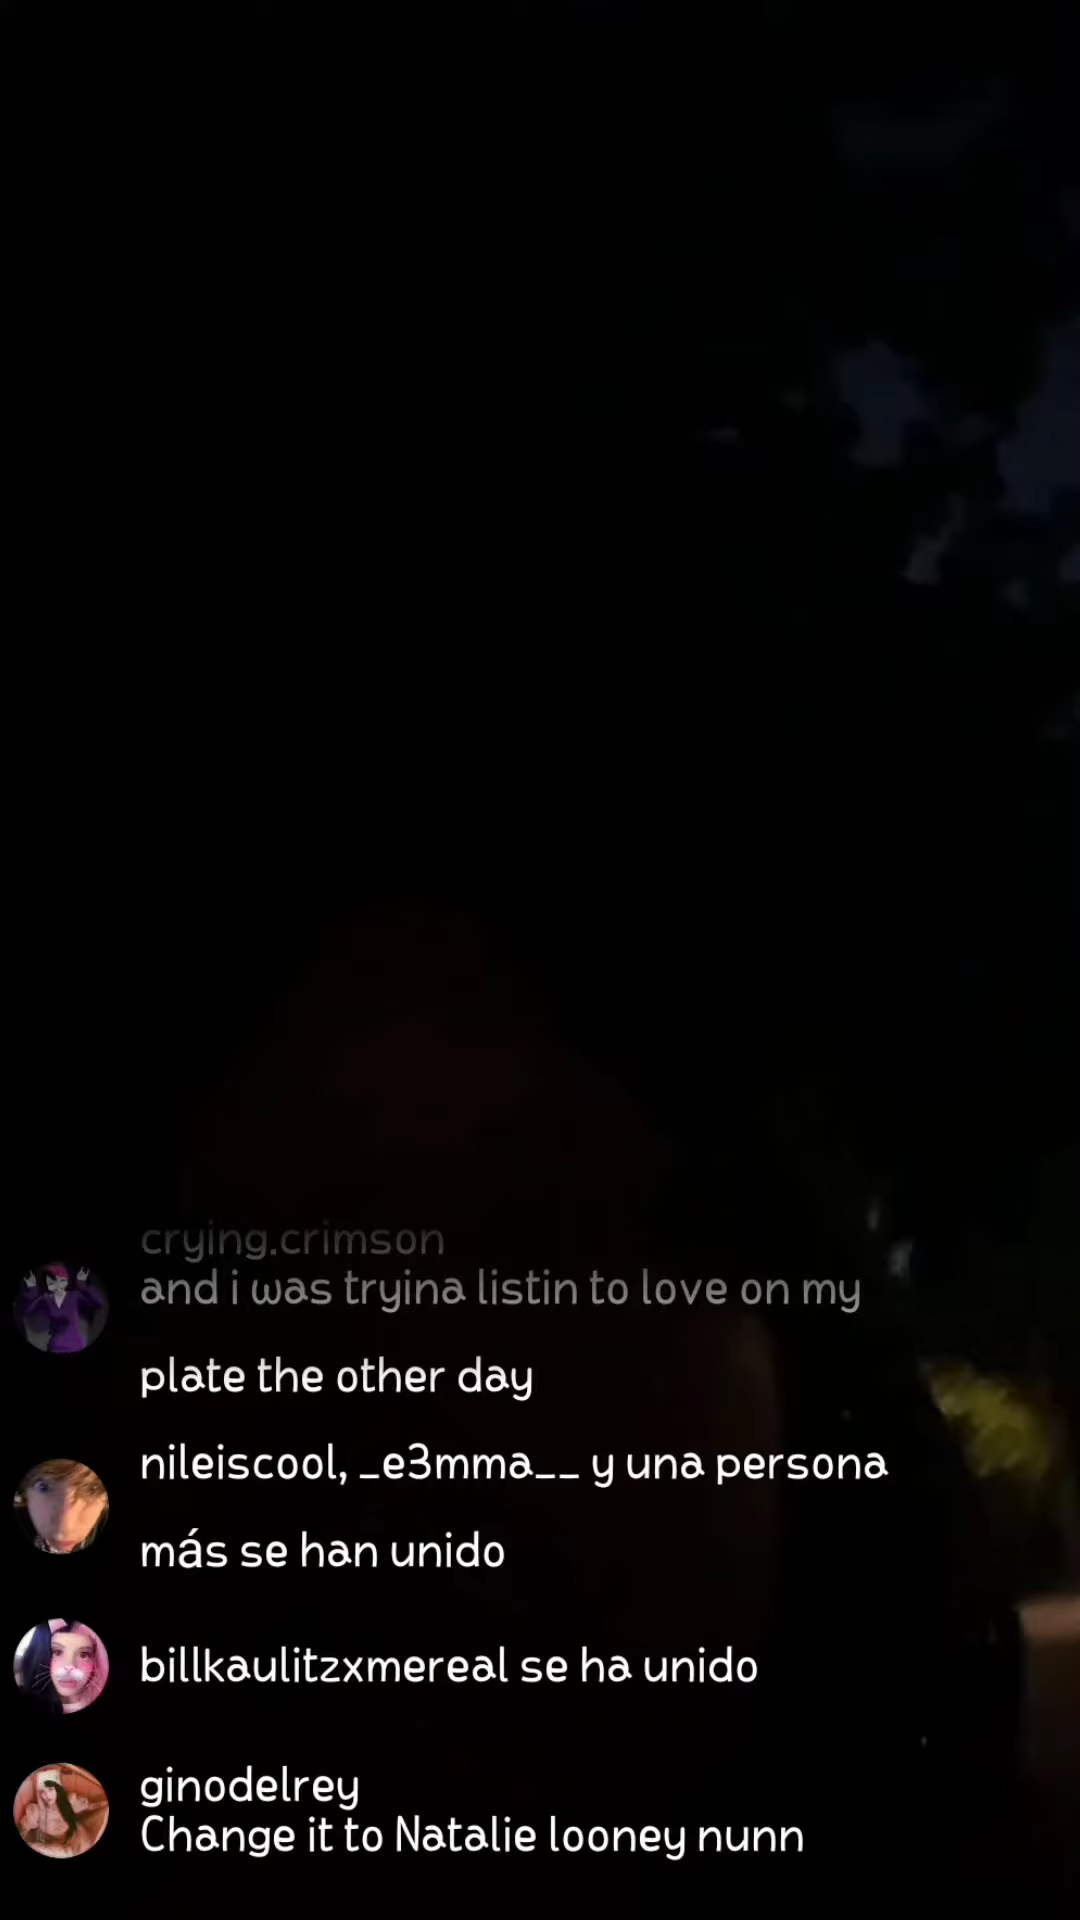 crying.crimson
and i was tryina listin to love on my
plate the other day
nileiscool, _e3mma__ y una persona
más se han unido
billkaulitzxmereal se ha unido
ginodelrey
Change it to Natalie looney nunn